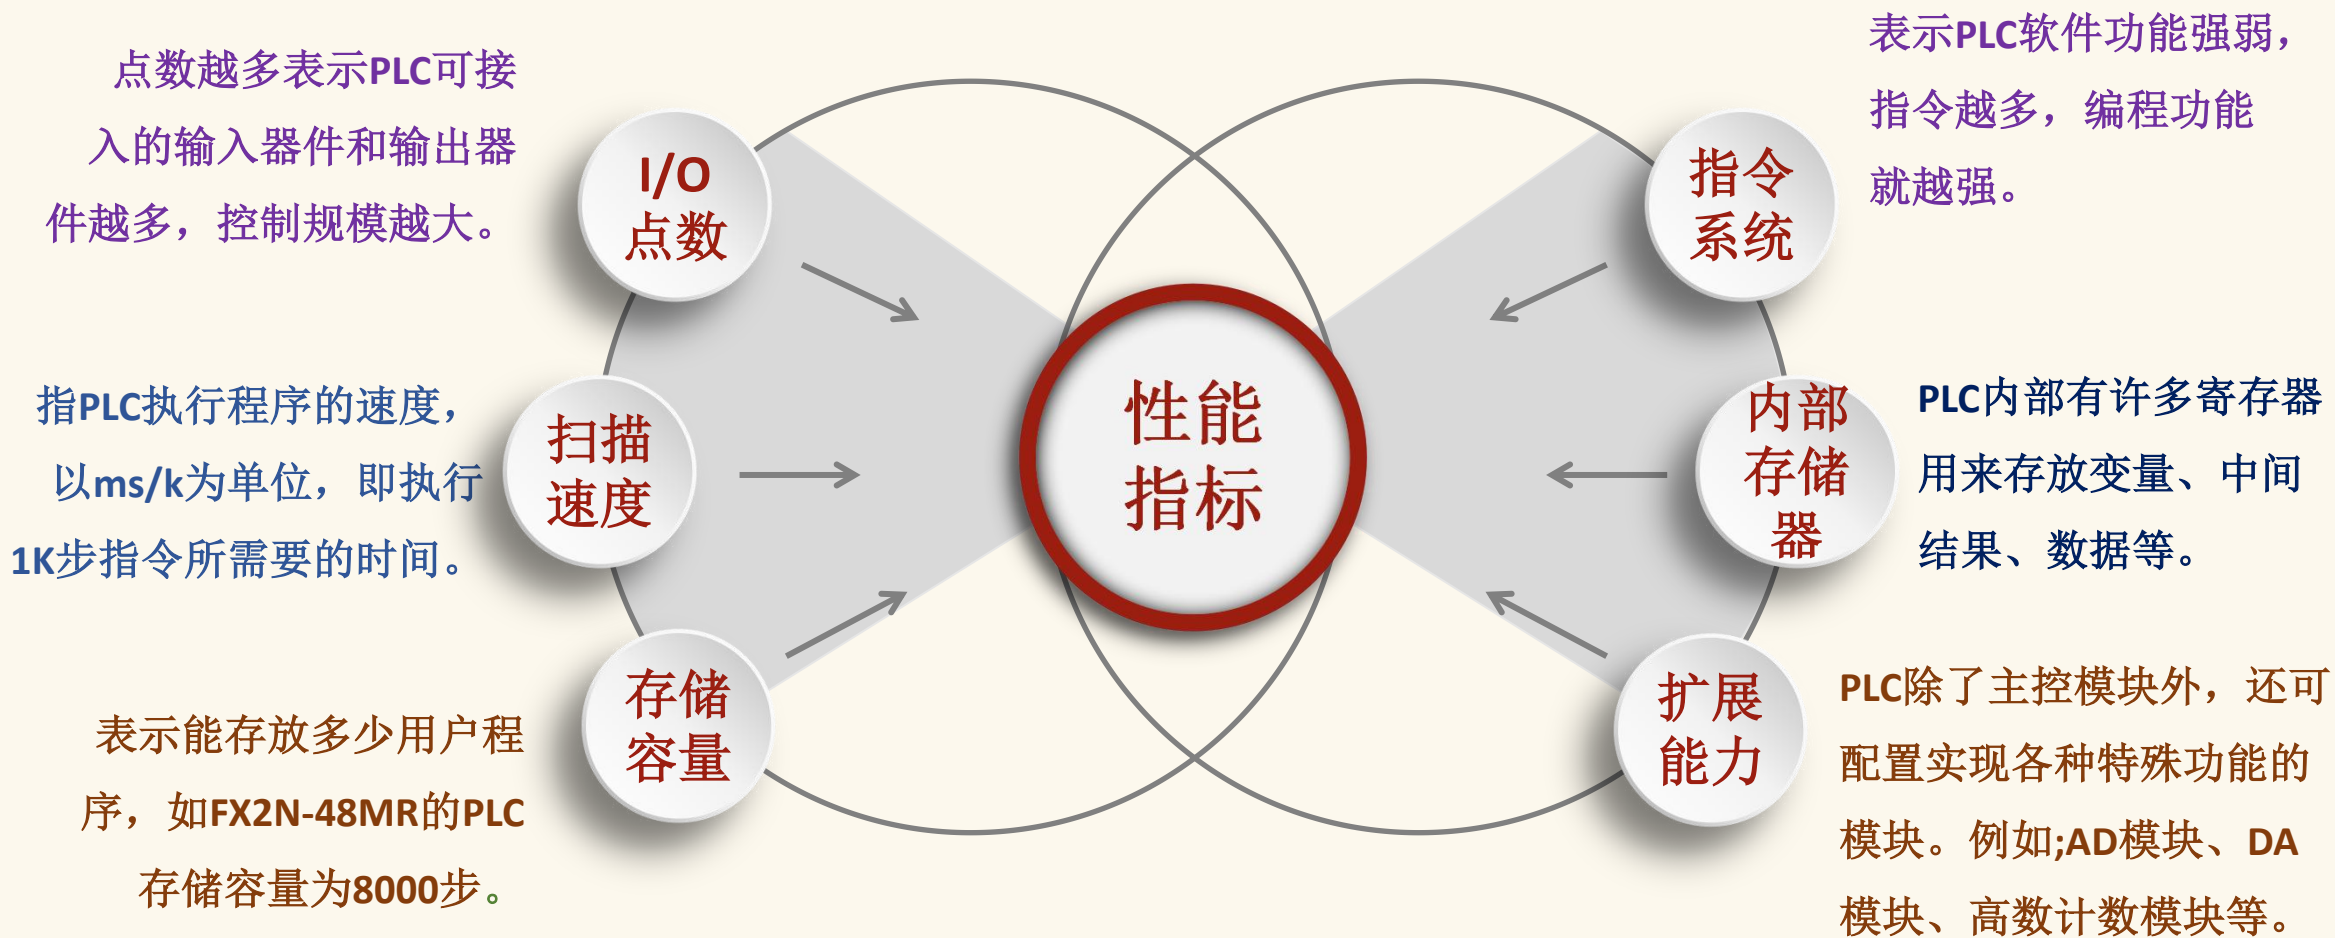 点数越多表示PLC可接
入的输入器件和输出器
件越多，控制规模越大。
I/O
点数
指PLC执行程序的速度，
以ms/k为单位，即执行
1K步指令所需要的时间。
扫描
速度
表示能存放多少用户程
序，如FX2N-48MR的PLC
存储容量为8000步。
存储
容量
性能
指标
指令
系统
表示PLC软件功能强弱，
指令越多，编程功能
就越强。
内部
存储
器
PLC内部有许多寄存器
用来存放变量、中间
结果、数据等。
扩展
能力
PLC除了主控模块外，还可
配置实现各种特殊功能的
模块。例如;AD模块、DA
模块、高数计数模块等。